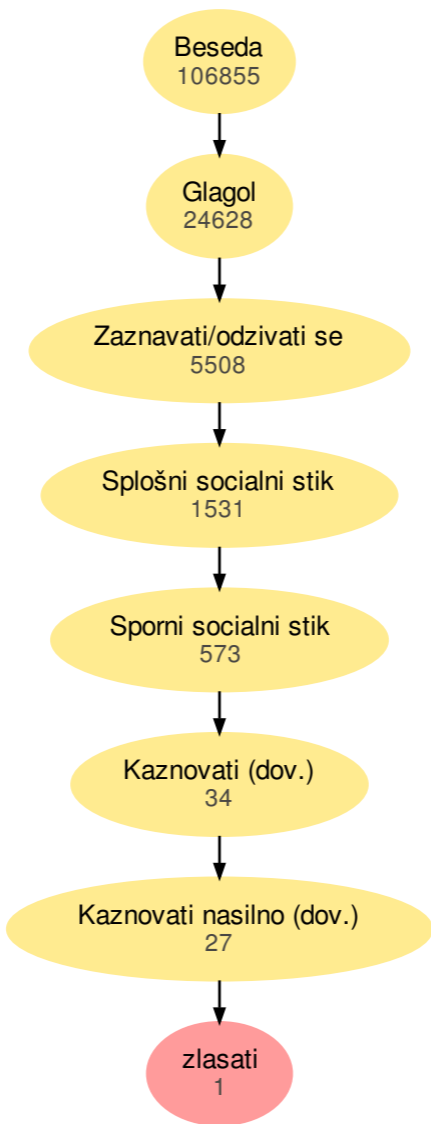 Beseda
106855
Glagol
24628
Zaznavati/odzivati se
5508
Splošni socialni stik
1531
Sporni socialni stik
573
Kaznovati (dov.)
34
Kaznovati nasilno (dov.)
27
zlasati
1